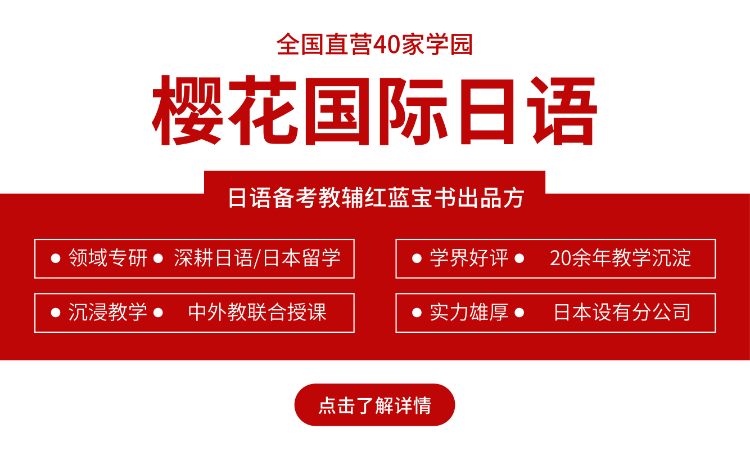 全国直营40家学园
樱花国际日语
日语备考教辅红蓝宝书出品方
● 领域专研 ● 深耕日语/日本留学
● 学界好评 ● 20余年教学沉淀
● 沉浸教学 ● 中外教联合授课
● 实力雄厚 ● 日本设有分公司
点击了解详情